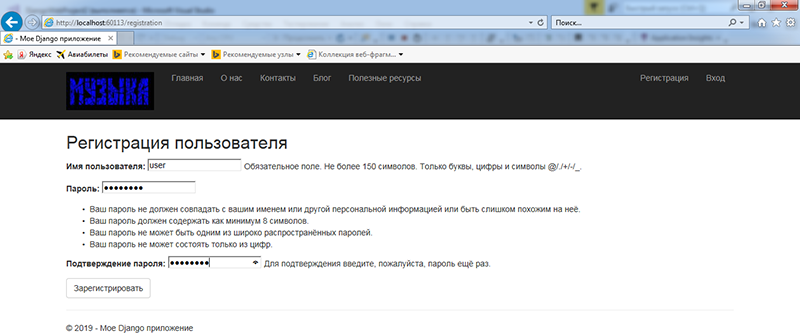 http://localhost:60113/registration
Поиск...
- Мое Django приложение
Яндекс Авиабилеты Рекомендуемые сайты Рекомендуемые узлы Коллекция веб-фрагм...
МУЗЫКА
Главная О нас Контакты Блог Полезные ресурсы Регистрация Вход
Регистрация пользователя
Имя пользователя: user Обязательное поле. Не более 150 символов. Только буквы, цифры и символы @/./+/-/_.
Пароль: ••••••••
• Ваш пароль не должен совпадать с вашим именем или другой персональной информацией или быть слишком похожим на неё.
• Ваш пароль должен содержать как минимум 8 символов.
• Ваш пароль не может быть одним из широко распространённых паролей.
• Ваш пароль не может состоять только из цифр.
Подтверждение пароля: •••••••• Для подтверждения введите, пожалуйста, пароль ещё раз.
Зарегистрировать
© 2019 - Мое Django приложение